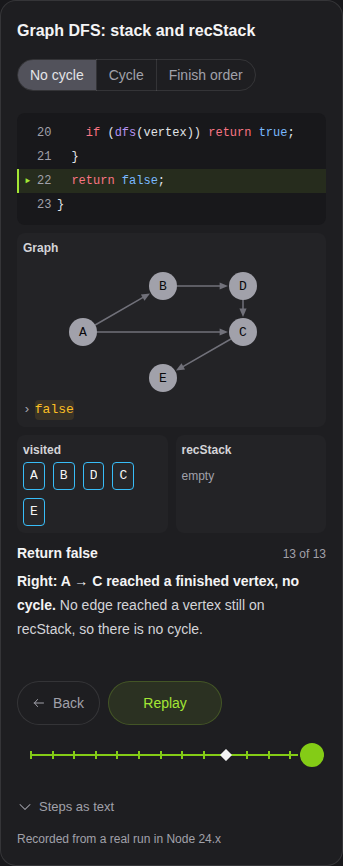 Graph DFS: stack and recStack
No cycle Cycle Finish order
20 if (dfs(vertex)) return true;
21 }
▸ 22 return false;
23 }
Graph
B D
A C
E
› false
visited recStack
A B D C empty
E
Return false 13 of 13
Right: A → C reached a finished vertex, no
cycle. No edge reached a vertex still on
recStack, so there is no cycle.
← Back Replay
Steps as text
Recorded from a real run in Node 24.x